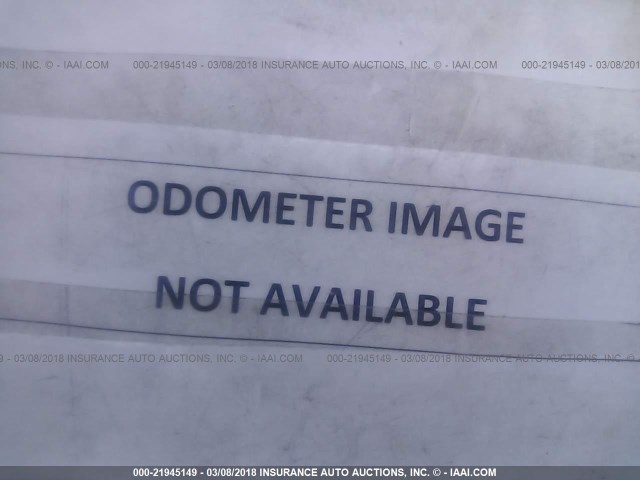 NS, INC. © - IAAI.COM 000-21945149 - 03/08/2018 INSURANCE AUTO AUCTIONS, INC. © - IAAI.COM 000-21945149 - 03/08/201
ODOMETER IMAGE
NOT AVAILABLE
9 - 03/08/2018 INSURANCE AUTO AUCTIONS, INC. © - IAAI.COM 000-21945149 - 03/08/2018 INSURANCE AUTO AUCTIONS, INC. © - IA
000-21945149 - 03/08/2018 INSURANCE AUTO AUCTIONS, INC. © - IAAI.COM